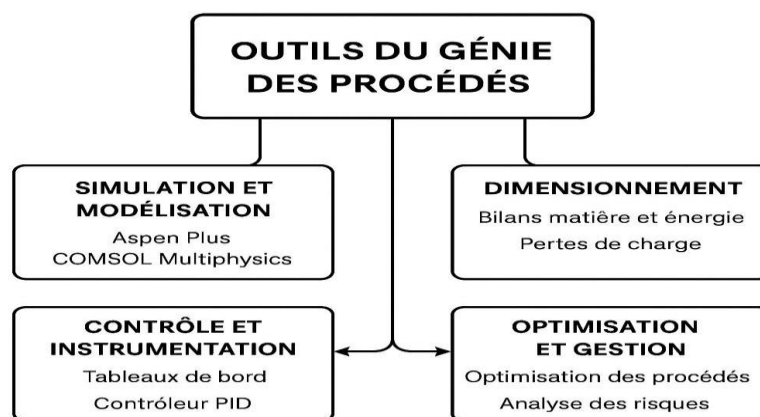 OUTILS DU GÉNIE
DES PROCÉDÉS
SIMULATION ET
MODÉLISATION
Aspen Plus
COMSOL Multiphysics
DIMENSIONNEMENT
Bilans matière et énergie
Pertes de charge
CONTRÔLE ET
INSTRUMENTATION
Tableaux de bord
Contróleur PID
OPTIMISATION
ET GESTION
Optimisation des procédés
Analyse des risques